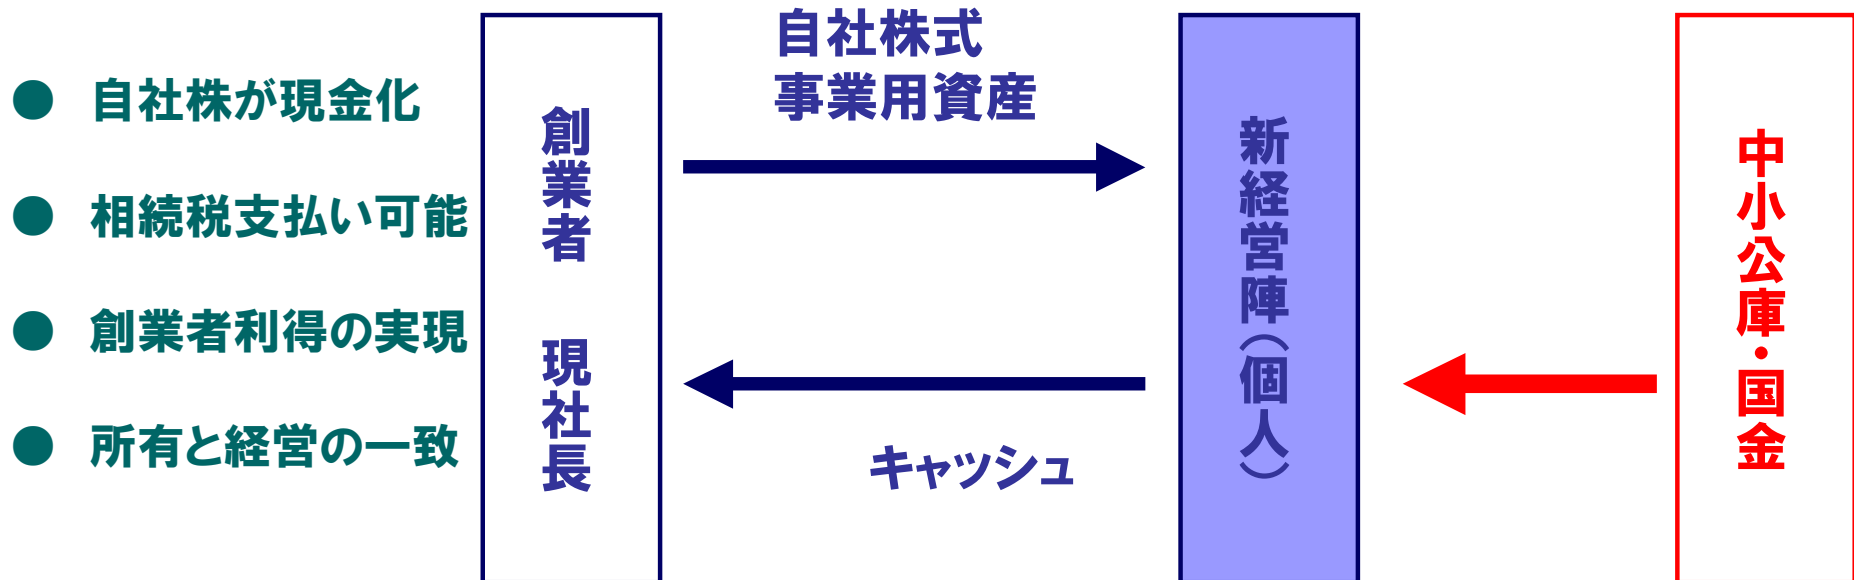 ● 自社株が現金化
● 相続税支払い可能
● 創業者利得の実現
● 所有と経営の一致
創業者　現社長
自社株式
事業用資産
キャッシュ
新経営陣（個人）
中小公庫・国金